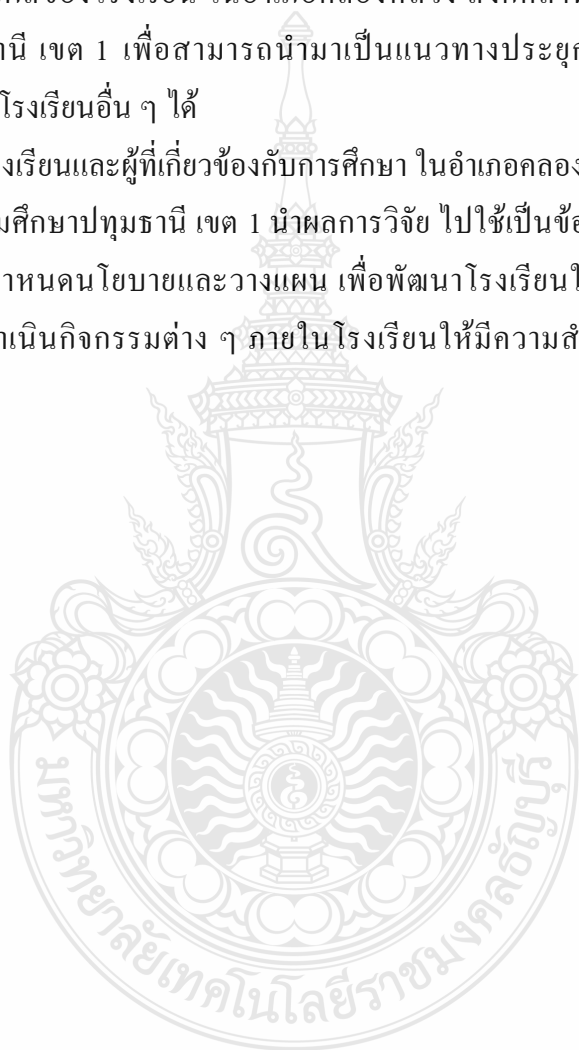 ของโรงเรียน ในอำเภอคลองหลวง
านี เขต 1 เพื่อสามารถนำมาเป็นแนวทางประยุก
โรงเรียนอื่น ๆ ได้
งเรียนและผู้ที่เกี่ยวข้องกับการศึกษา ในอำเภอคลอง
มศึกษาปทุมธานี เขต 1 นำผลการวิจัย ไปใช้เป็นข้อ
าหนดนโยบายและวางแผน เพื่อพัฒนาโรงเรียนใ
าเนินกิจกรรมต่าง ๆ ภายในโรงเรียนให้มีความสั
มหาวิทยาลัยเทคโนโลยีราชมงคลธัญบุรี